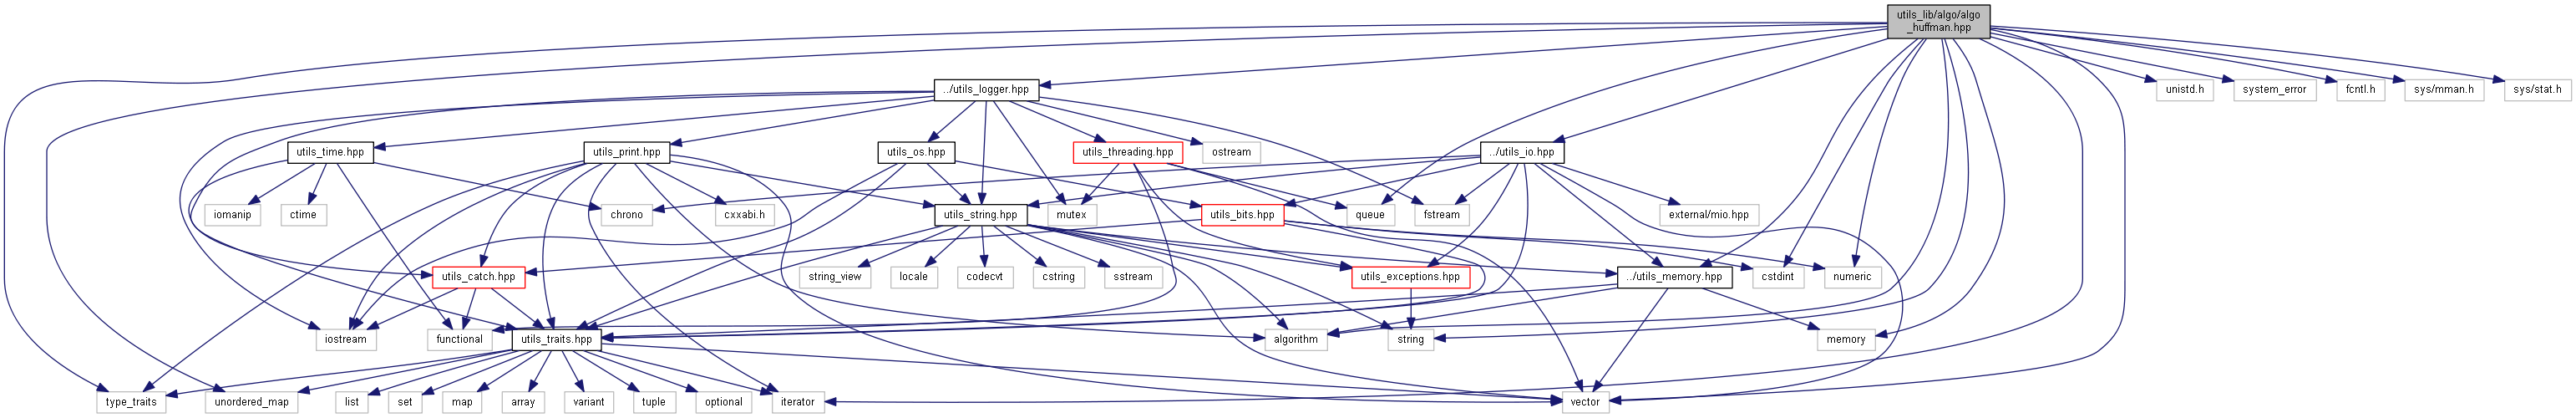 utils_lib/algo/algo
_huffman.hpp
../utils_logger.hpp
unistd.h
system_error
fcntl.h
sys/mman.h
sys/stat.h
utils_time.hpp
utils_print.hpp
utils_os.hpp
utils_threading.hpp
ostream
../utils_io.hpp
iomanip
ctime
chrono
cxxabi.h
utils_string.hpp
mutex
utils_bits.hpp
queue
fstream
external/mio.hpp
utils_catch.hpp
string_view
locale
codecvt
cstring
sstream
utils_exceptions.hpp
../utils_memory.hpp
cstdint
numeric
iostream
functional
utils_traits.hpp
algorithm
string
memory
type_traits
unordered_map
list
set
map
array
variant
tuple
optional
iterator
vector